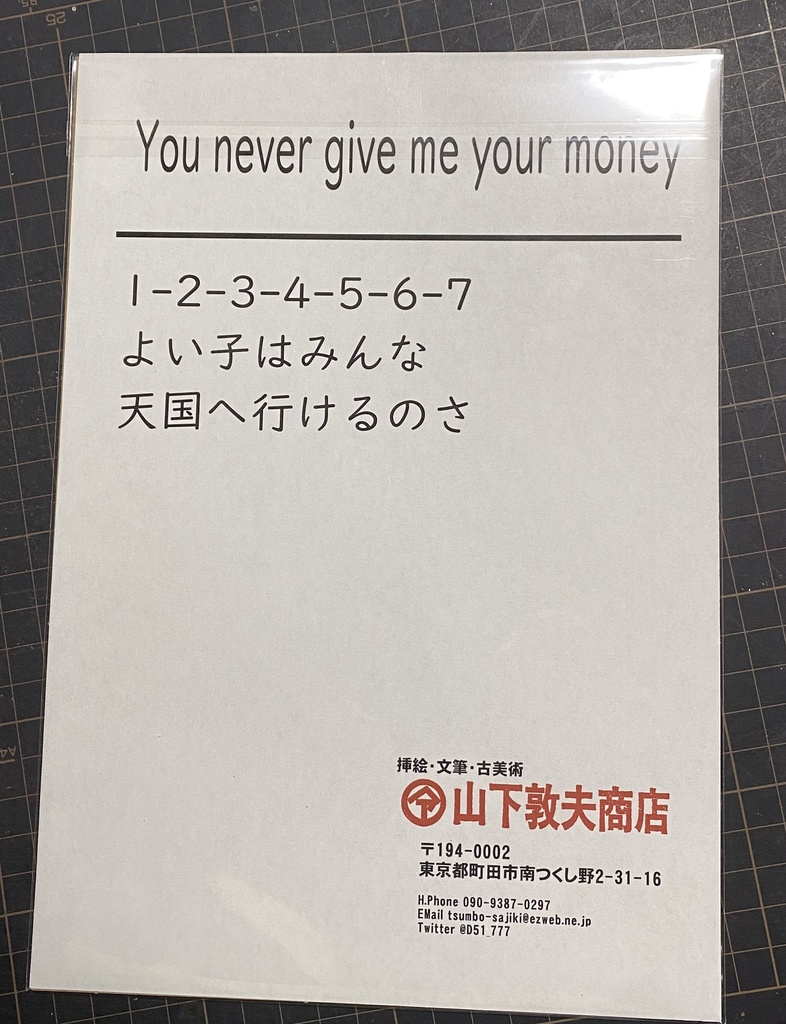 You never give me your money
1-2-3-4-5-6-7
よい子はみんな
天国へ行けるのさ
挿絵・文筆・古美術
山下敦夫商店
〒194-0002
東京都町田市南つくし野2-31-16
H.Phone 090-9387-0297
EMail tsumbo-sajiki@ezweb.ne.jp
Twitter @D51_777
25
A4